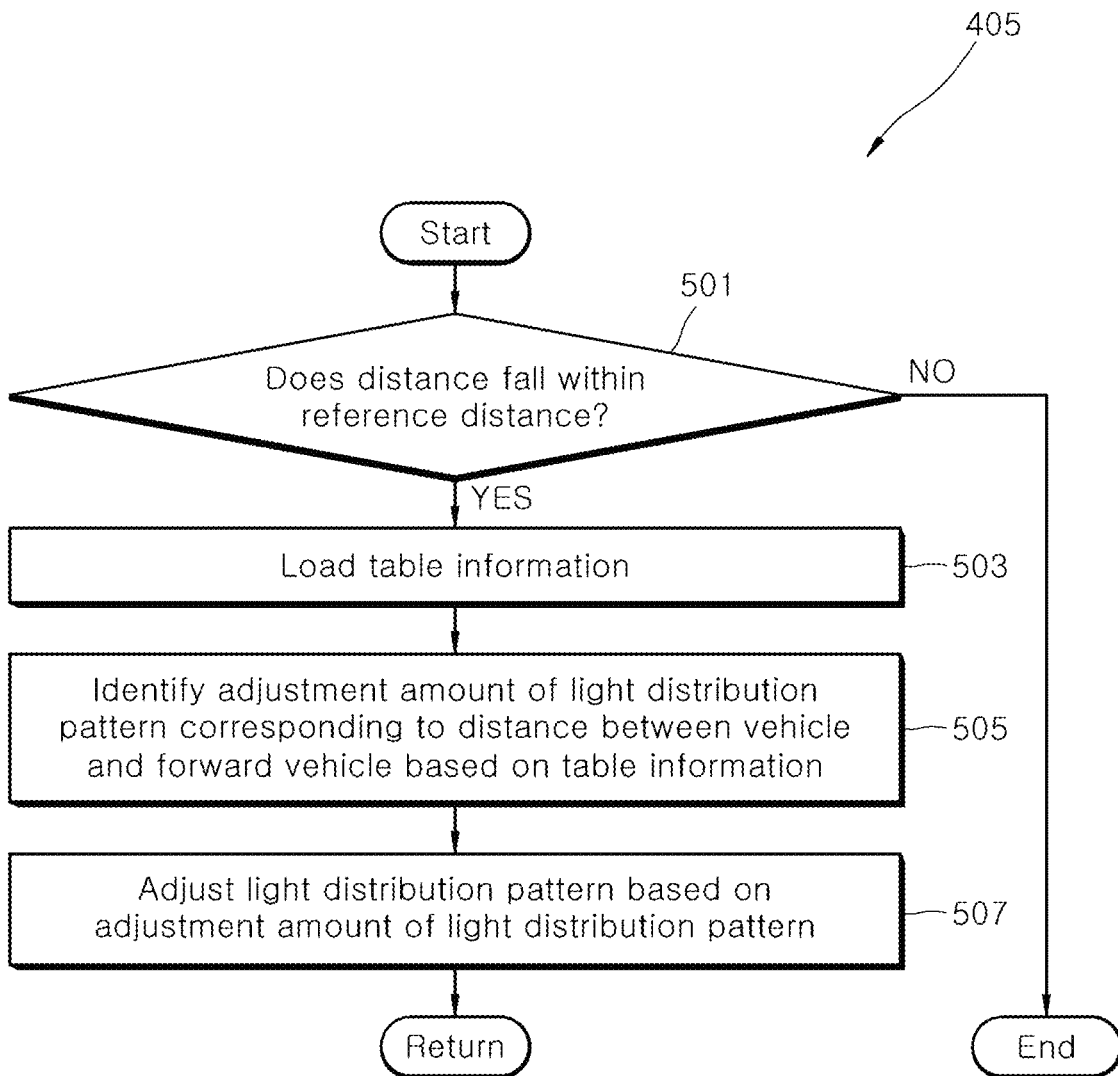 405
Start
501
Does distance fall within
reference distance?
NO
YES
Load table information
503
Identify adjustment amount of light distribution
pattern corresponding to distance between vehicle
and forward vehicle based on table information
505
Adjust light distribution pattern based on
adjustment amount of light distribution pattern
507
Return
End